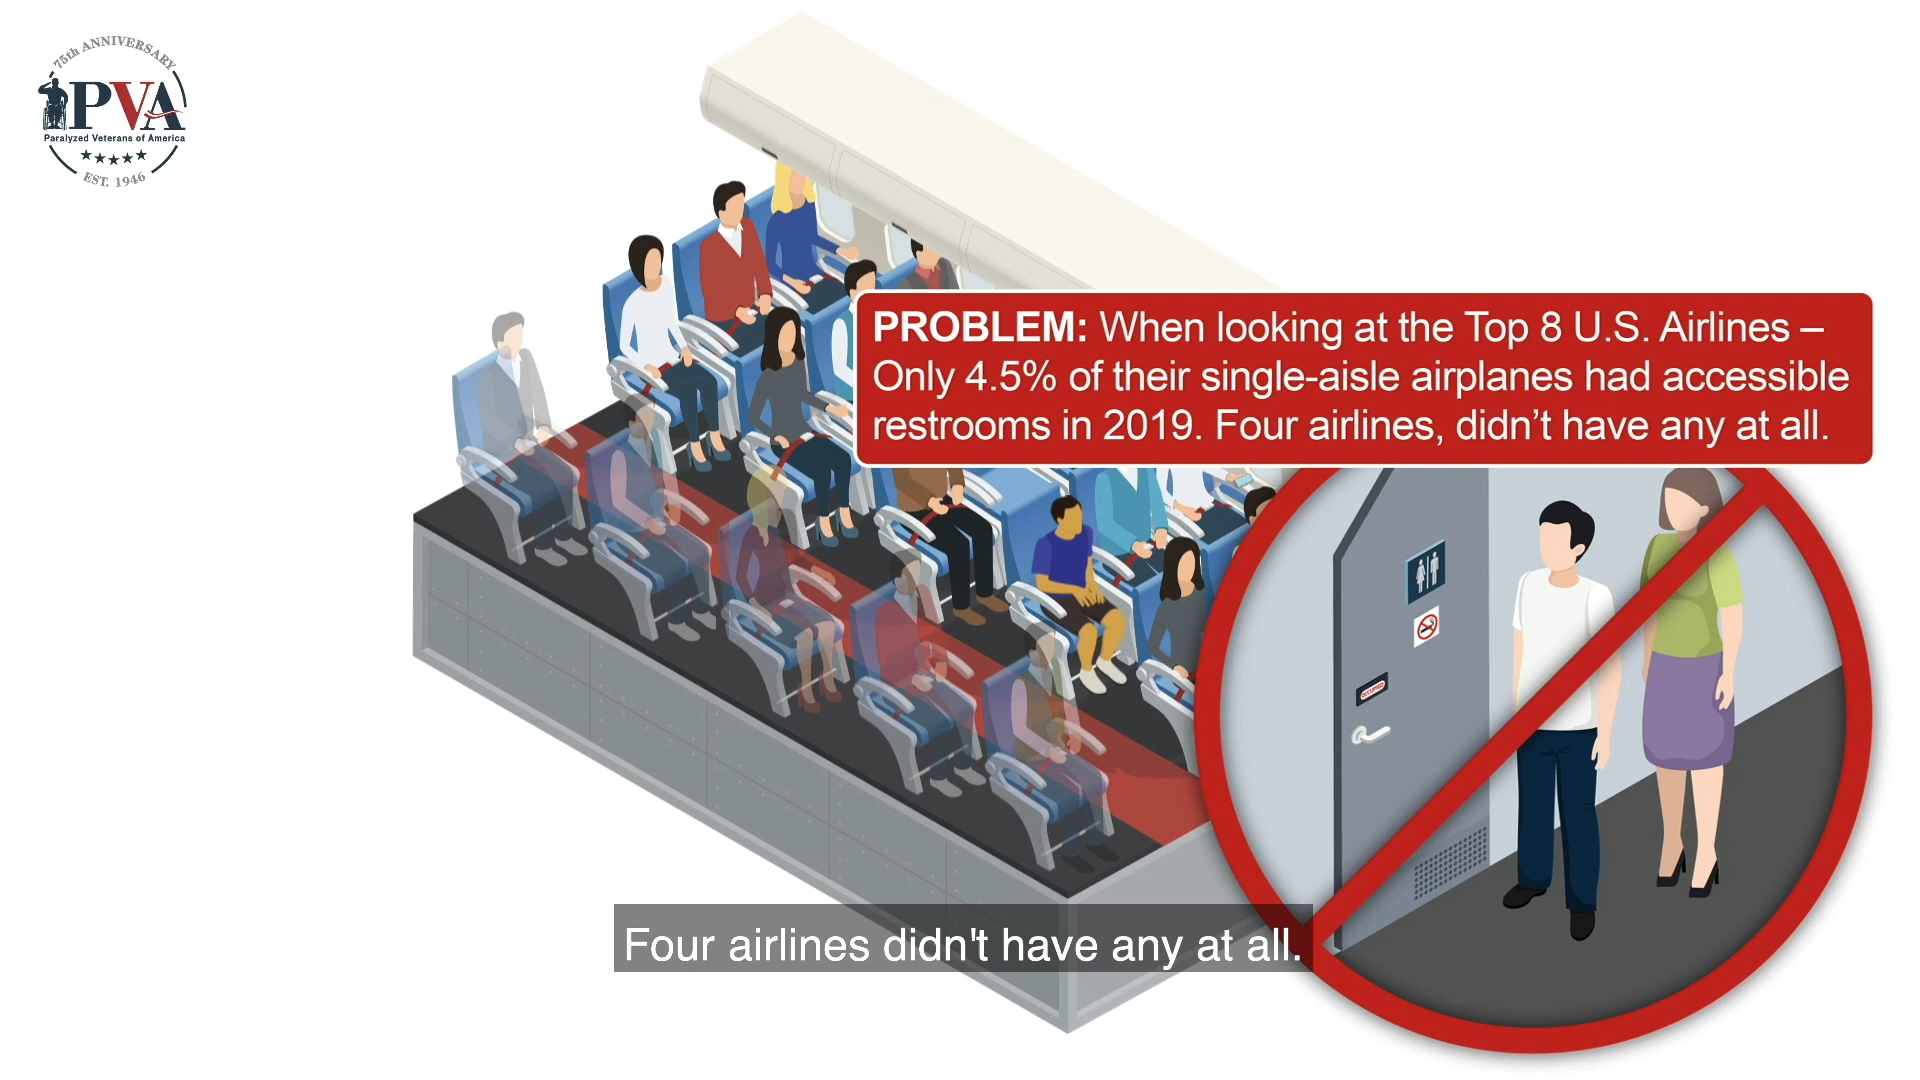 75th ANNIVERSARY
PVA
Paralyzed Veterans of America
EST. 1946
PROBLEM: When looking at the Top 8 U.S. Airlines –
Only 4.5% of their single-aisle airplanes had accessible
restrooms in 2019. Four airlines, didn’t have any at all.
OCCUPIED
Four airlines didn't have any at all.